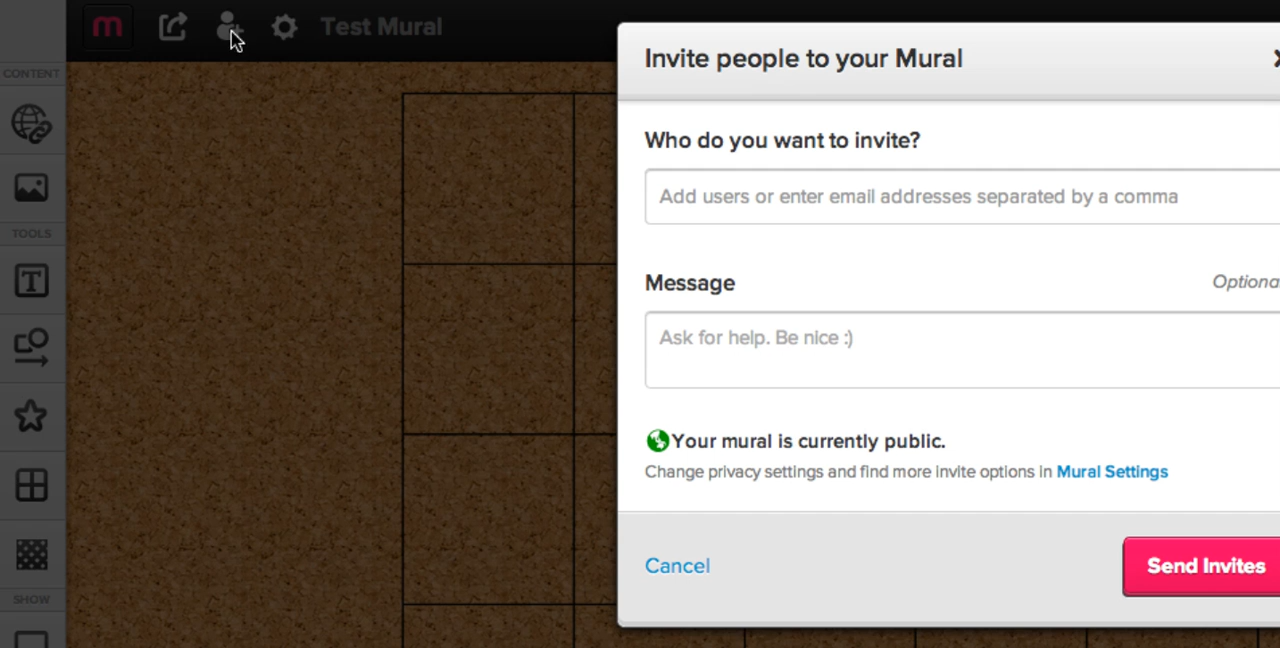 m
Test Mural
CONTENT
TOOLS
T
SHOW
Invite people to your Mural
Who do you want to invite?
Add users or enter email addresses separated by a comma
Message
Optiona
Ask for help. Be nice :)
Your mural is currently public.
Change privacy settings and find more invite options in Mural Settings
Cancel
Send Invites